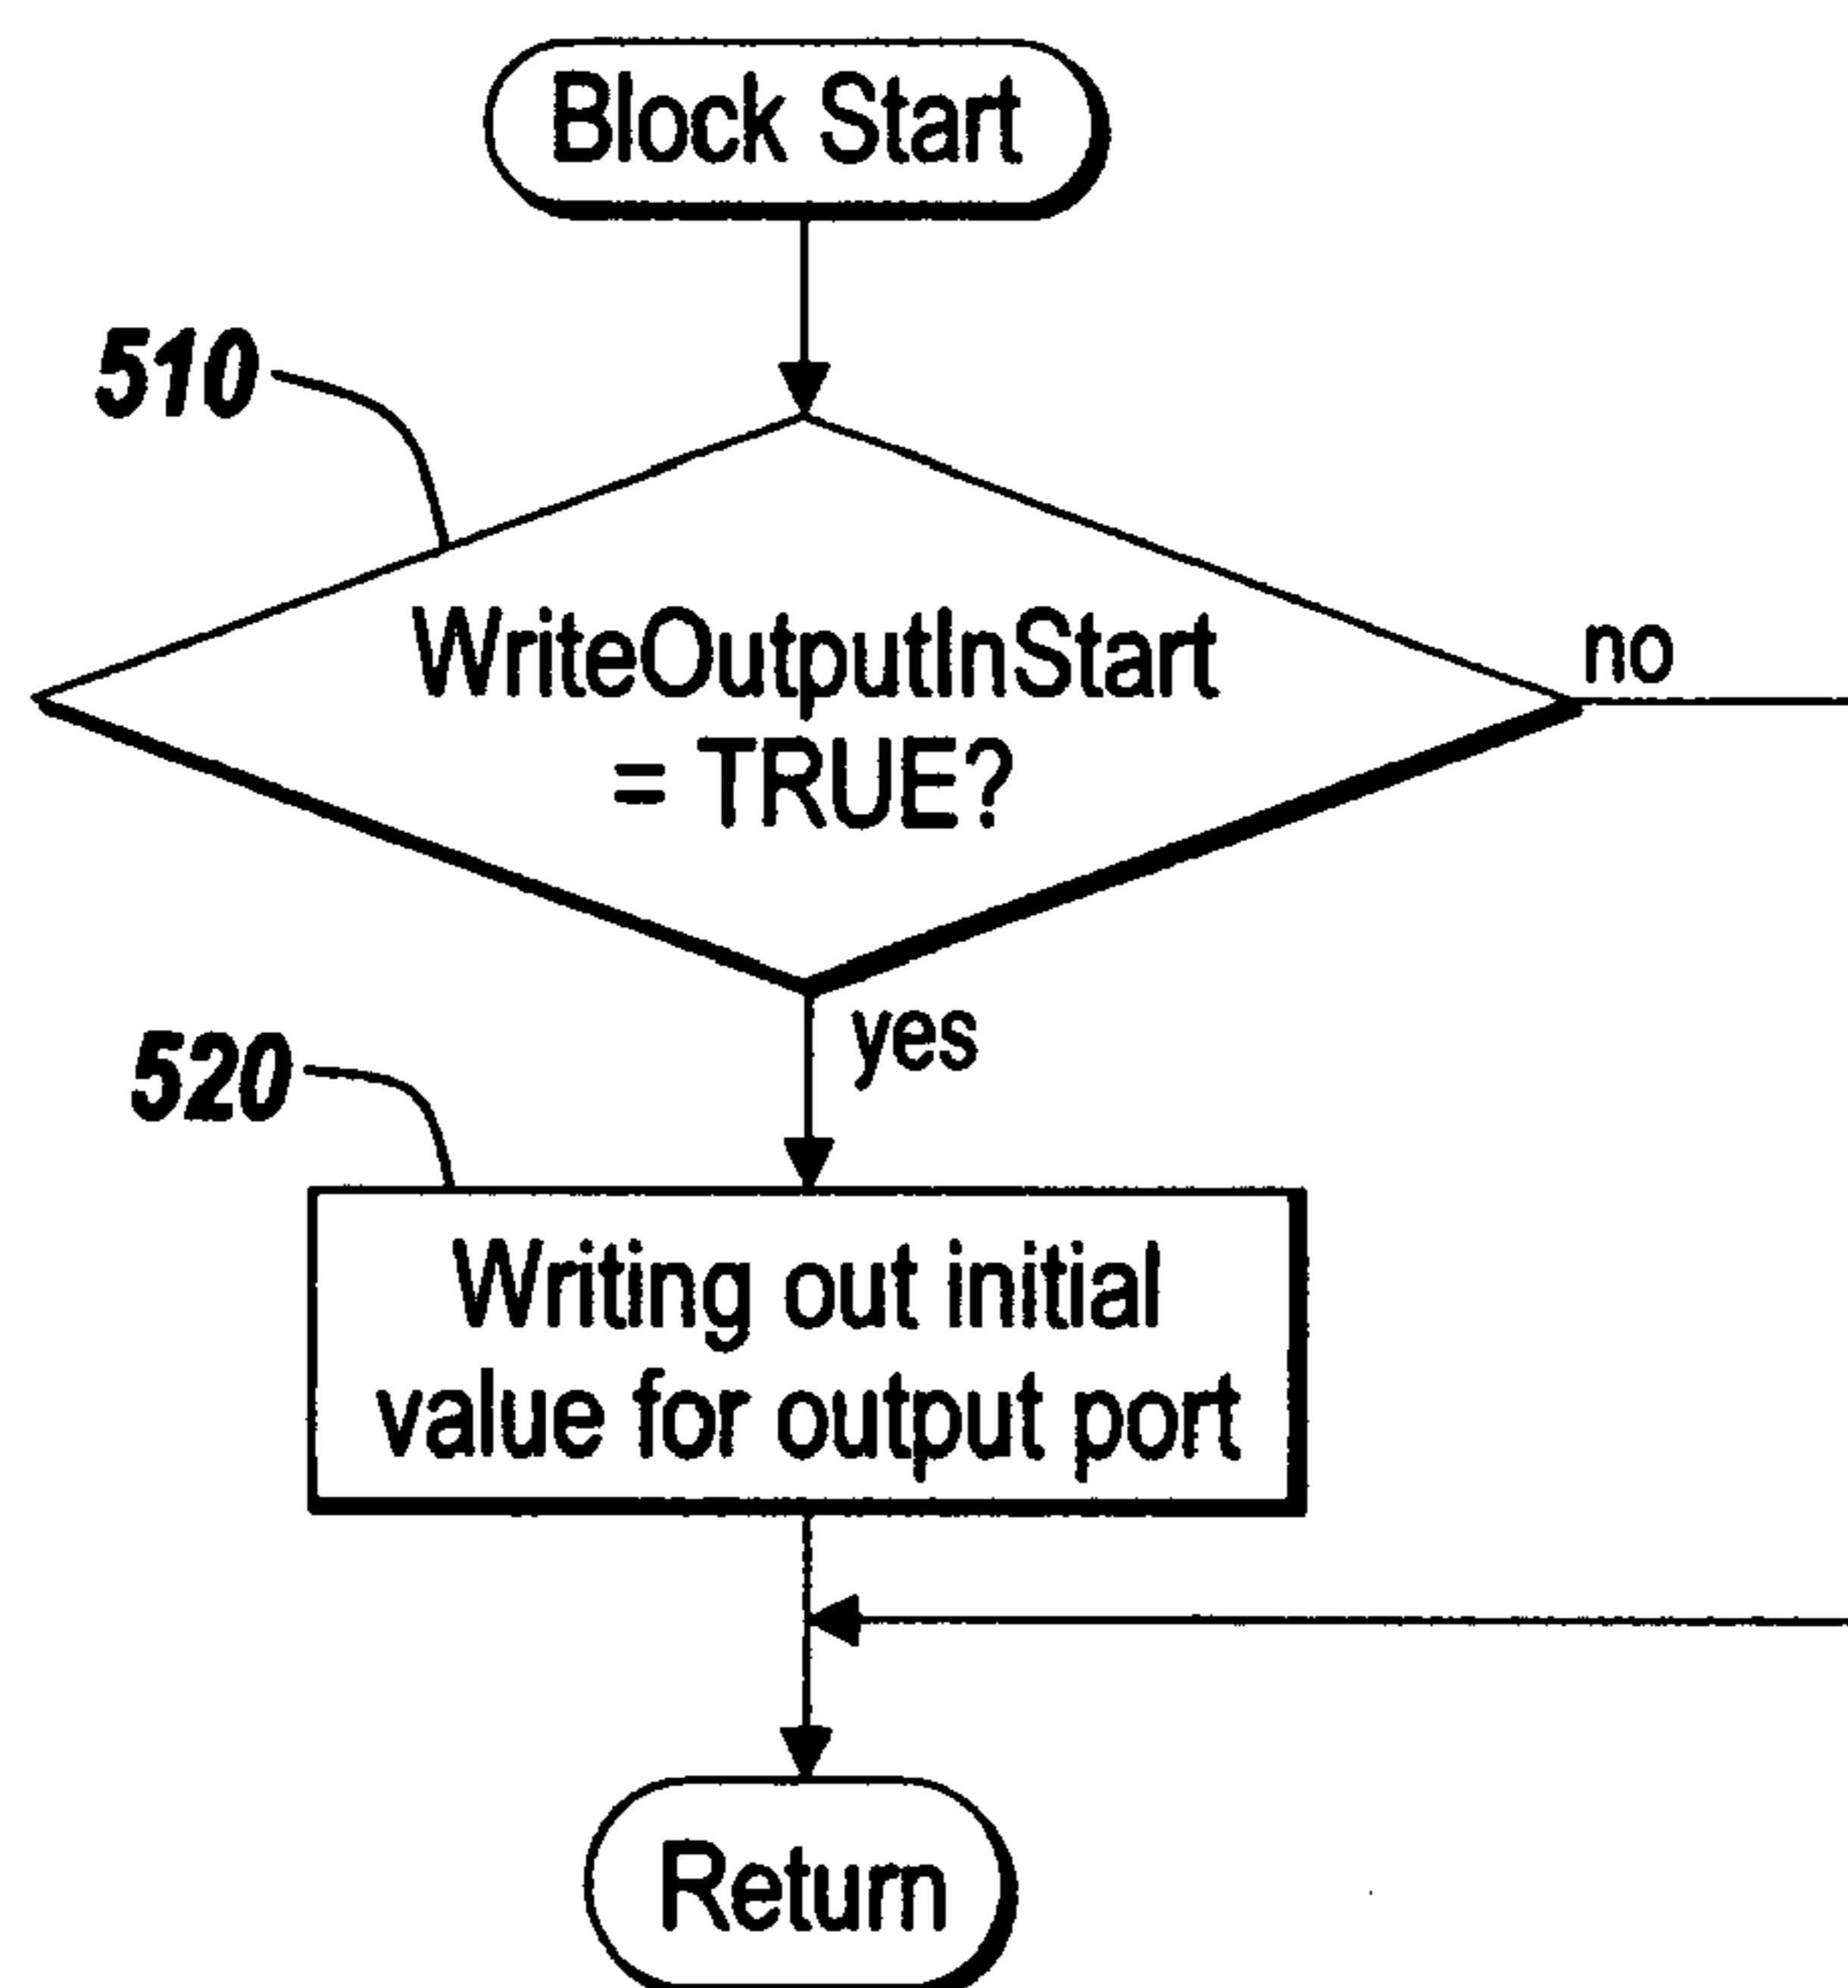 Block Start
510
WriteOutputInStart
= TRUE?
no
yes
520
Writing out initial
value for output port
Return